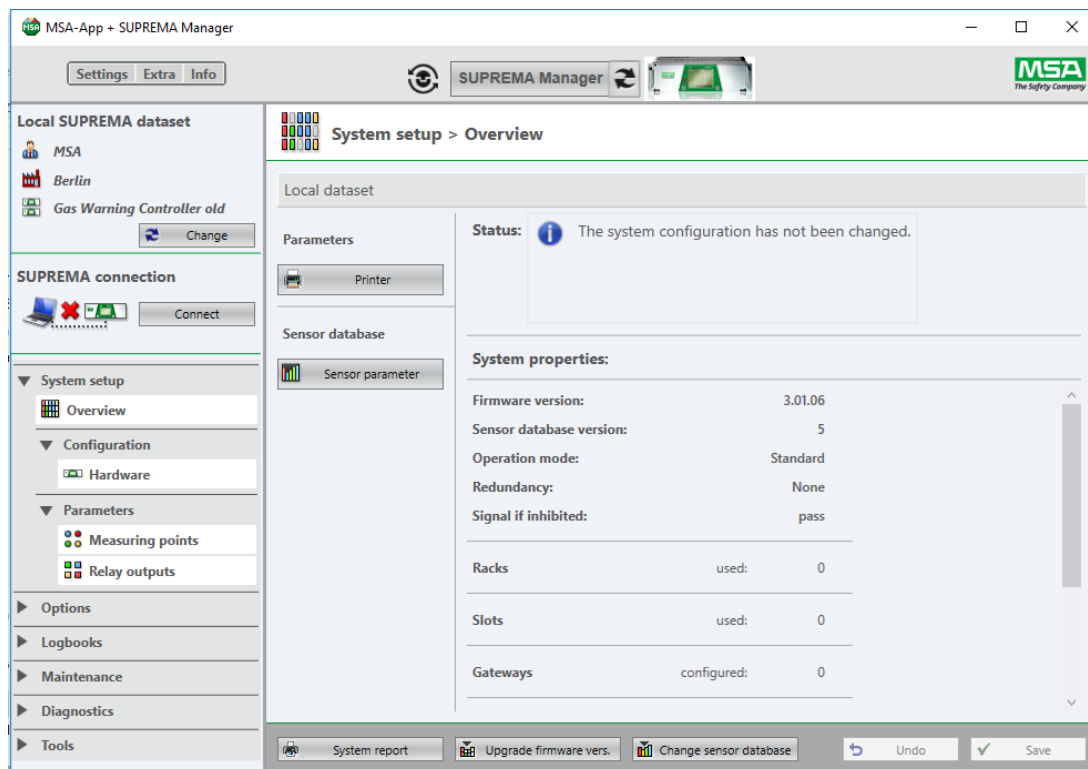 MSA-App + SUPREMA Manager
Settings Extra Info
SUPREMA Manager
MSA
The Safety Company
Local SUPREMA dataset
MSA
Berlin
Gas Warning Controller old
Change
SUPREMA connection
Connect
System setup
Overview
Configuration
Hardware
Parameters
Measuring points
Relay outputs
Options
Logbooks
Maintenance
Diagnostics
Tools
System setup > Overview
Local dataset
Parameters
Printer
Sensor database
Sensor parameter
Status: The system configuration has not been changed.
System properties:
Firmware version: 3.01.06
Sensor database version: 5
Operation mode: Standard
Redundancy: None
Signal if inhibited: pass
Racks used: 0
Slots used: 0
Gateways configured: 0
System report Upgrade firmware vers. Change sensor database Undo Save